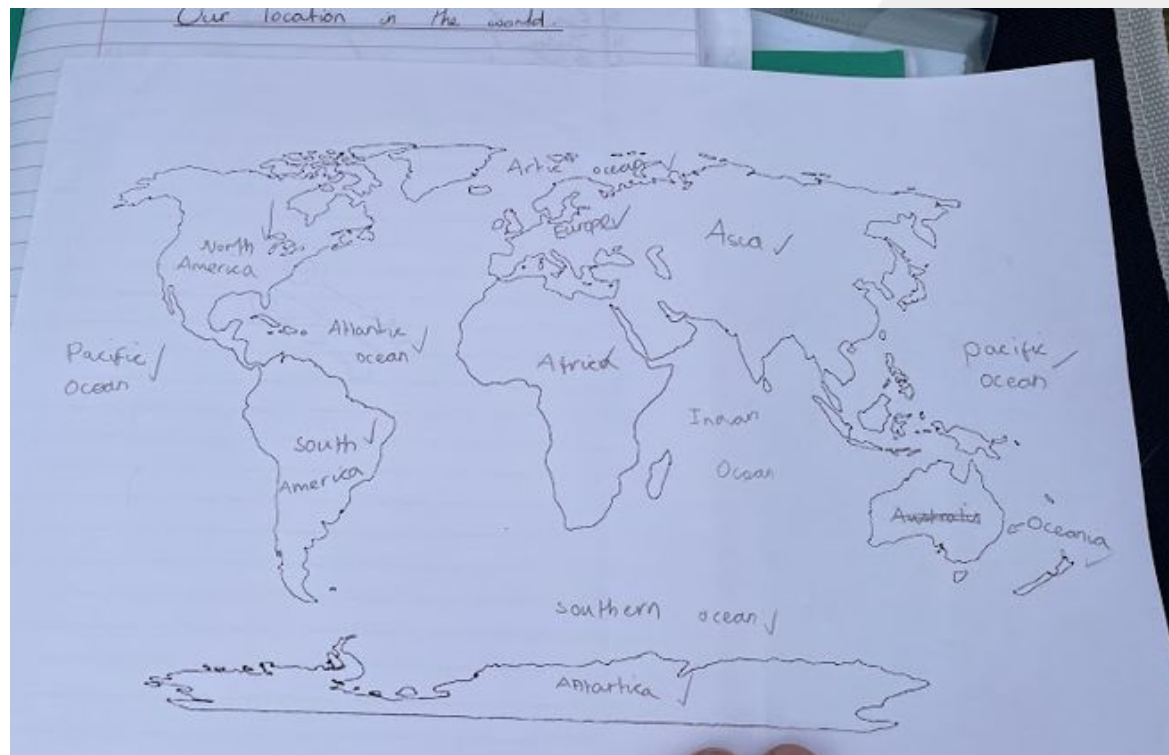 Our location in the world.
Artic ocean
North
America
Europe
Asia
Pacific
Ocean
Atlantic
ocean
Africa
pacific
ocean
Indian
Ocean
South
America
Australia
Oceania
Southern ocean
Antartica